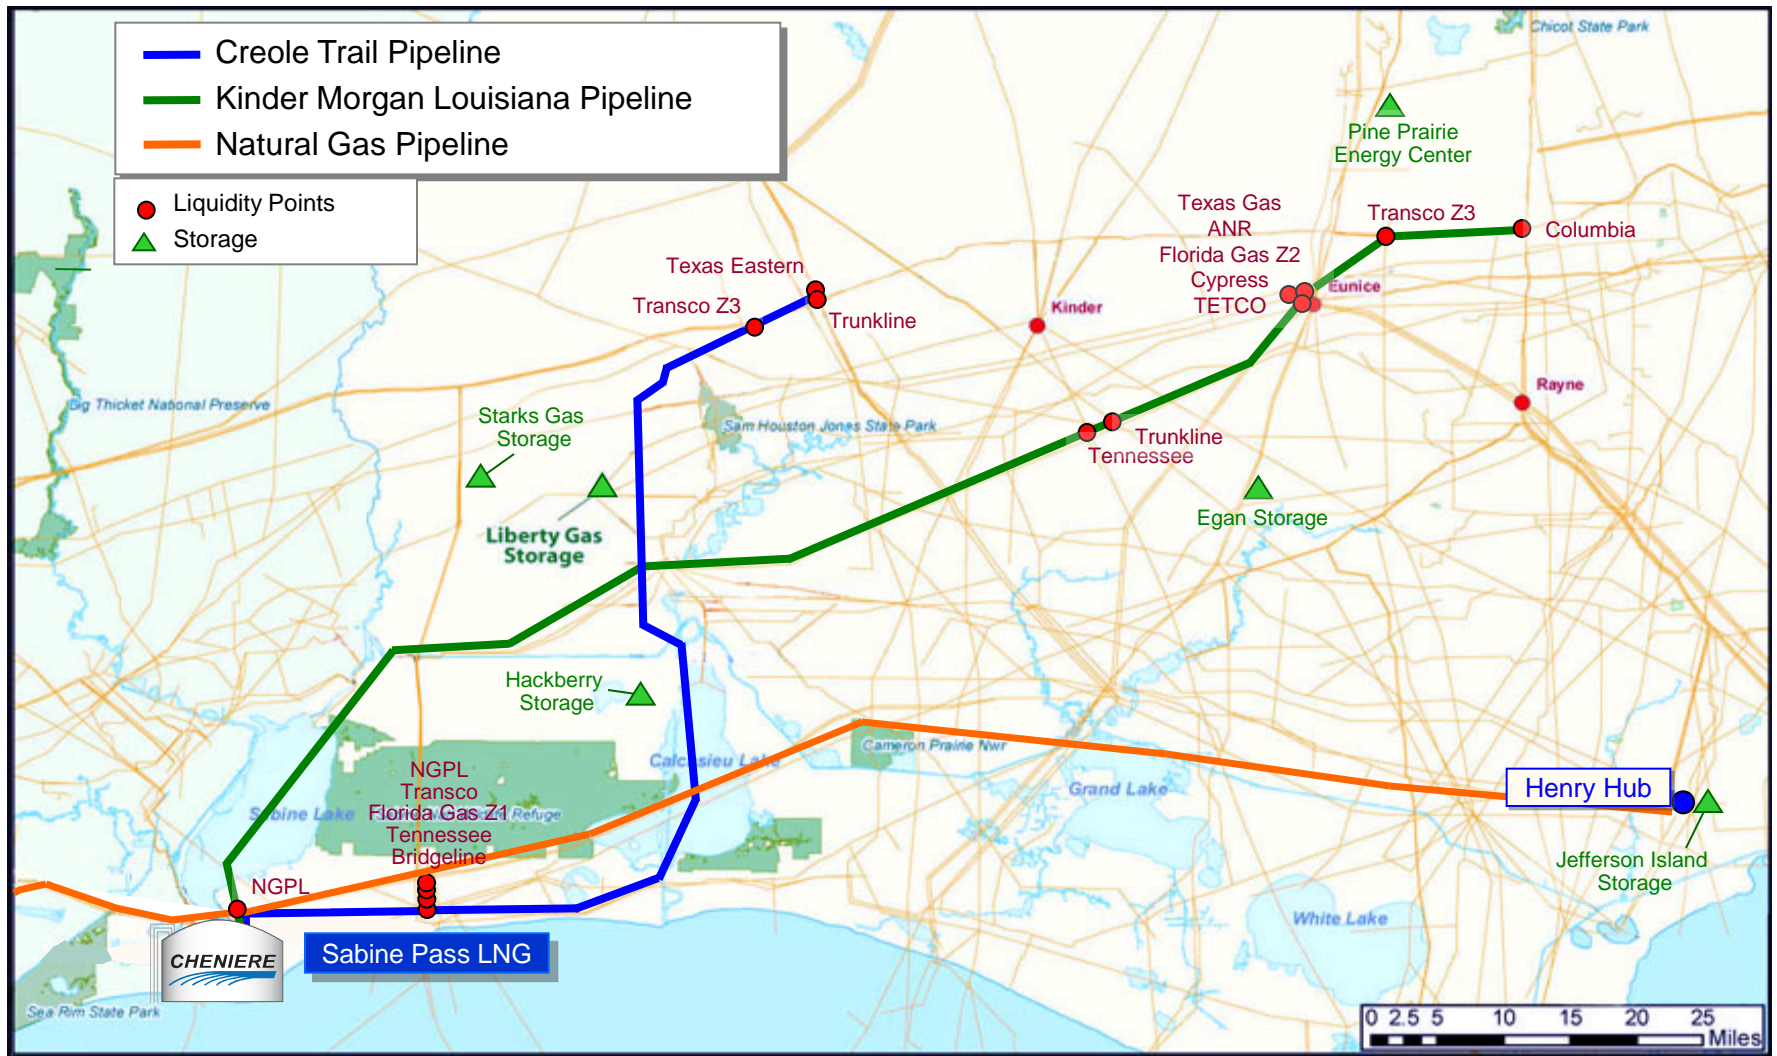 Creole Trail Pipeline
Kinder Morgan Louisiana Pipeline
Natural Gas Pipeline
Liquidity Points
Storage
Chicot State Park
Pine Prairie
Energy Center
Texas Gas
ANR
Florida Gas Z2
Cypress
TETCO
Transco Z3
Columbia
Eunice
Texas Eastern
Transco Z3
Trunkline
Kinder
Rayne
Big Thicket National Preserve
Starks Gas
Storage
Sam Houston Jones State Park
Trunkline
Tennessee
Liberty Gas
Storage
Egan Storage
Hackberry
Storage
Calcasieu Lake
Cameron Prairie Nwr
Grand Lake
NGPL
Transco
Florida Gas Z1
Tennessee
Bridgeline
Sabine Lake
Refuge
Henry Hub
Jefferson Island
Storage
NGPL
White Lake
CHENIERE
Sabine Pass LNG
Sea Rim State Park
0 2.5 5 10 15 20 25
Miles